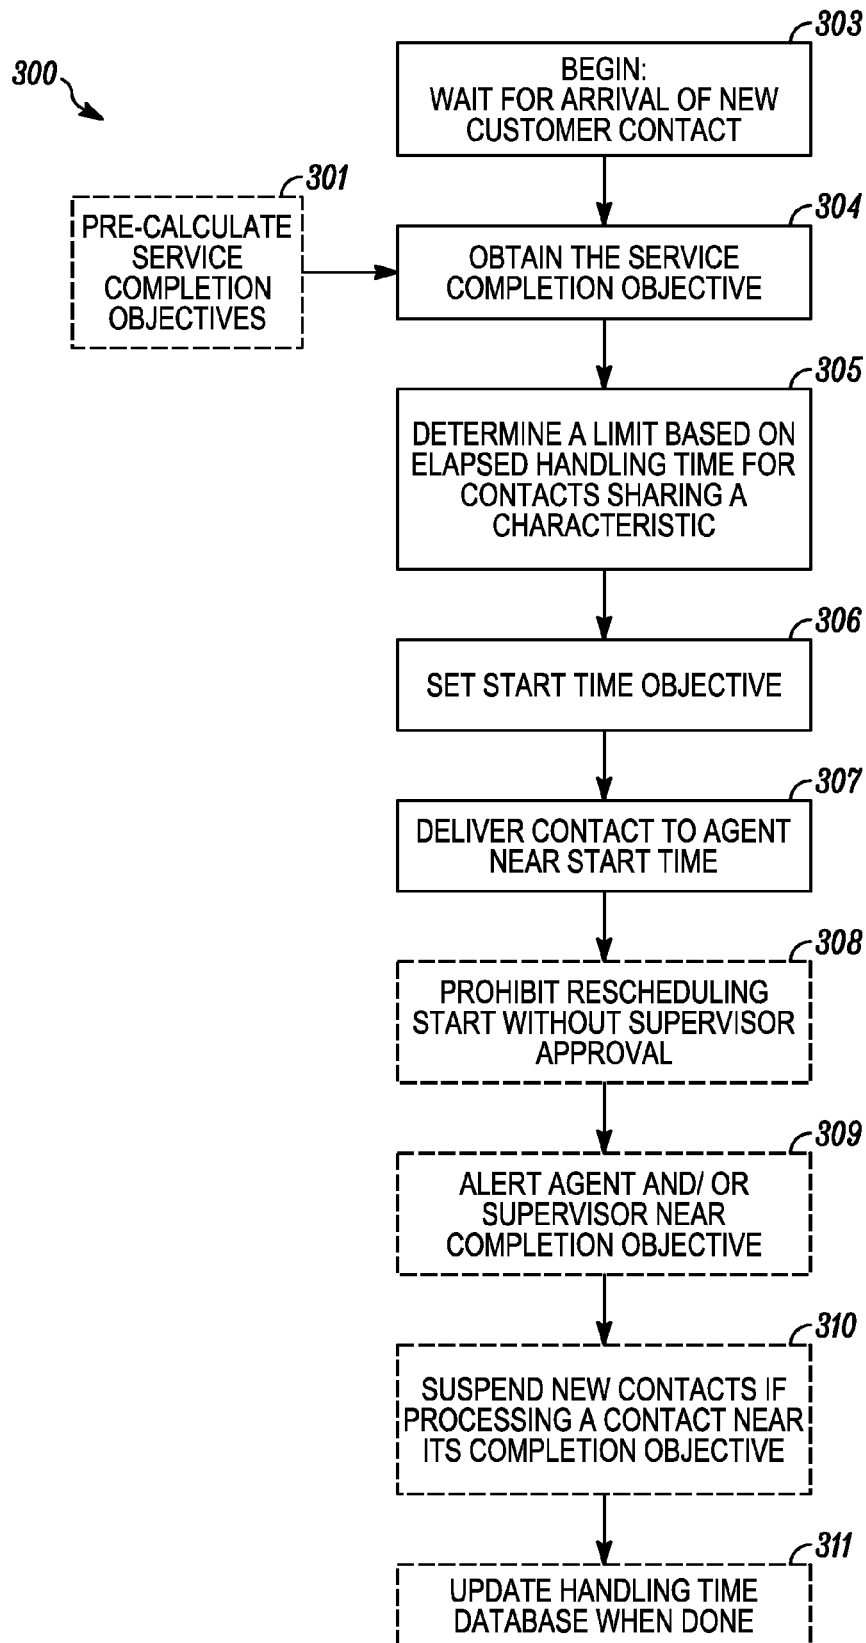 300
303
BEGIN:
WAIT FOR ARRIVAL OF NEW
CUSTOMER CONTACT
301
PRE-CALCULATE
SERVICE
COMPLETION
OBJECTIVES
304
OBTAIN THE SERVICE
COMPLETION OBJECTIVE
305
DETERMINE A LIMIT BASED ON
ELAPSED HANDLING TIME FOR
CONTACTS SHARING A
CHARACTERISTIC
306
SET START TIME OBJECTIVE
307
DELIVER CONTACT TO AGENT
NEAR START TIME
308
PROHIBIT RESCHEDULING
START WITHOUT SUPERVISOR
APPROVAL
309
ALERT AGENT AND/ OR
SUPERVISOR NEAR
COMPLETION OBJECTIVE
310
SUSPEND NEW CONTACTS IF
PROCESSING A CONTACT NEAR
ITS COMPLETION OBJECTIVE
311
UPDATE HANDLING TIME
DATABASE WHEN DONE